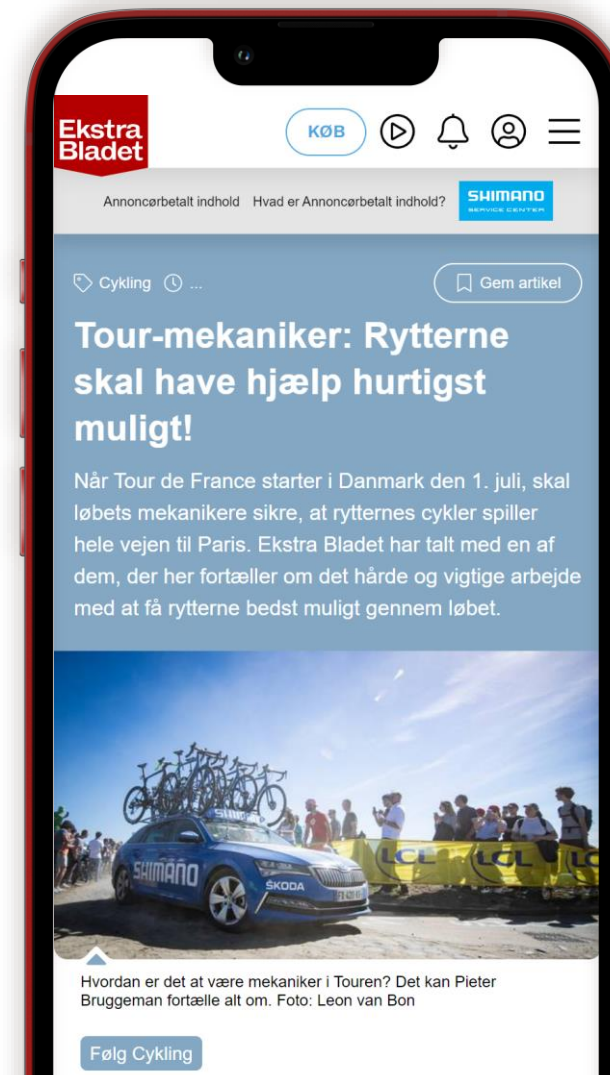 Ekstra
Bladet
KØB
Annoncørbetalt indhold Hvad er Annoncørbetalt indhold?
SHIMANO
SERVICE CENTER
Cykling
...
Gem artikel
Tour-mekaniker: Rytterne
skal have hjælp hurtigst
muligt!
Når Tour de France starter i Danmark den 1. juli, skal
løbets mekanikere sikre, at rytternes cykler spiller
hele vejen til Paris. Ekstra Bladet har talt med en af
dem, der her fortæller om det hårde og vigtige arbejde
med at få rytterne bedst muligt gennem løbet.
SHIMANO
SHIMANO
ŠKODA
LCL
LCL
LC
Hvordan er det at være mekaniker i Touren? Det kan Pieter
Bruggeman fortælle alt om. Foto: Leon van Bon
Følg Cykling